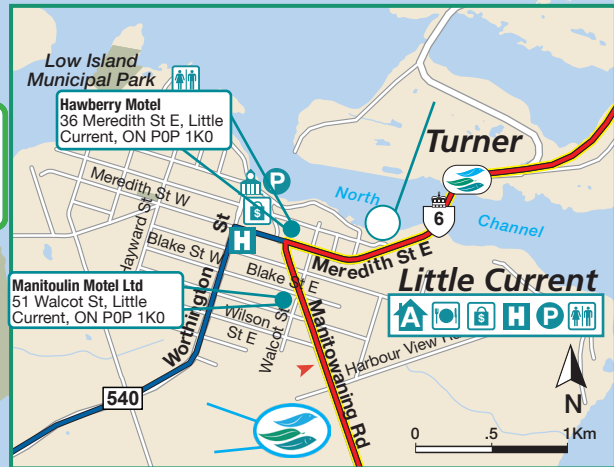 Low Island
Municipal Park
Hawberry Motel
36 Meredith St E, Little
Current, ON P0P 1K0
Turner
North
Channel
6
P
$
H
Meredith St W
Hayward St
Worthington St
Blake St W
Meredith St E
Blake St E
Little Current
A
$
H
P
Manitoulin Motel Ltd
51 Walcot St, Little
Current, ON P0P 1K0
Wilson
St E
Walcot St
Manitowaning Rd
Harbour View
540
N
0 .5 1Km